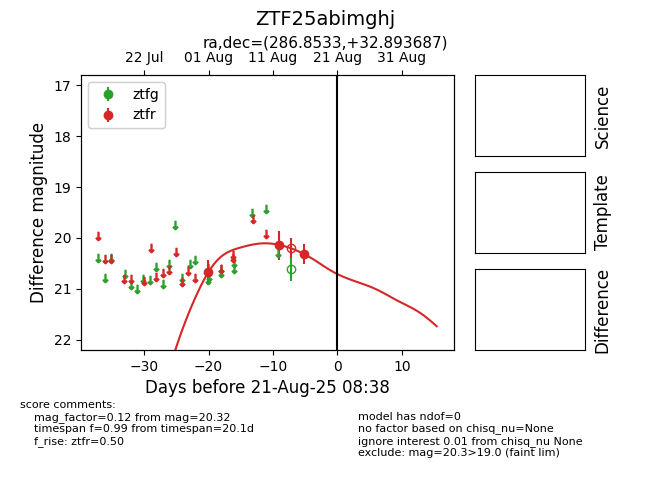 ZTF25abimghj
ra,dec=(286.8533,+32.893687)
22 Jul 01 Aug 11 Aug 21 Aug 31 Aug
ztfg
ztfr
17
18
19
20
21
22
Difference magnitude
−30 −20 −10 0 10
Days before 21-Aug-25 08:38
Science
Template
Difference
score comments:
mag_factor=0.12 from mag=20.32
timespan f=0.99 from timespan=20.1d
f_rise: ztfr=0.50
model has ndof=0
no factor based on chisq_nu=None
ignore interest 0.01 from chisq_nu None
exclude: mag=20.3>19.0 (faint lim)